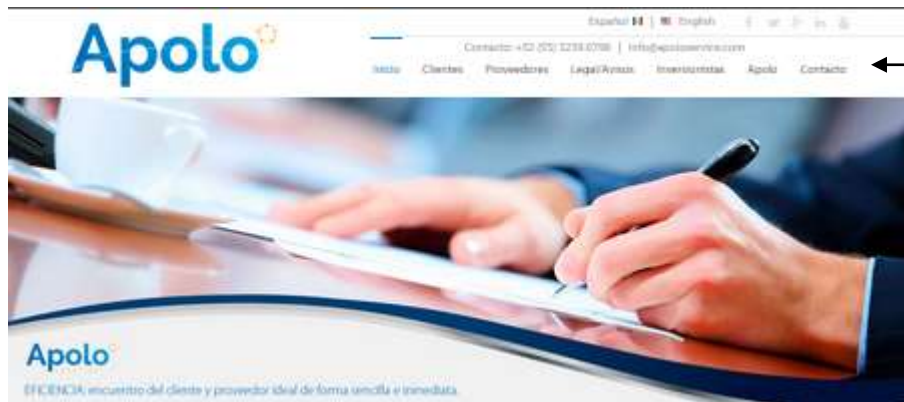 Apolo
Español | English
Contacto: +52 (55) 5239.0798 | info@apoloservice.com
Inicio Clientes Proveedores Legal/Avisos Inversionistas Apolo Contacto
Apolo
EFICIENCIA: encuentro del cliente y proveedor ideal de forma sencilla e inmediata.